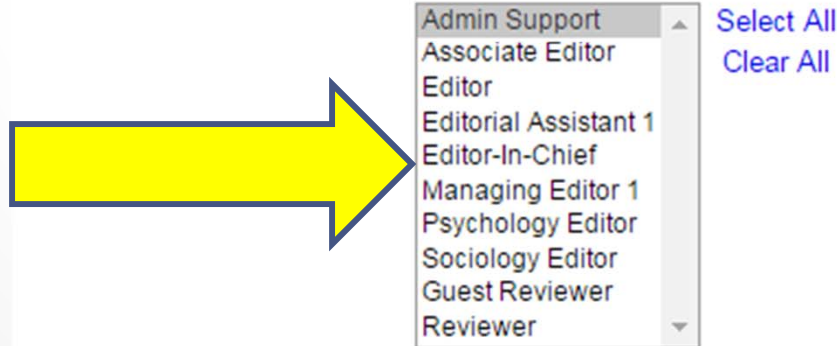 Admin Support
Associate Editor
Editor
Editorial Assistant 1
Editor-In-Chief
Managing Editor 1
Psychology Editor
Sociology Editor
Guest Reviewer
Reviewer
Select All
Clear All